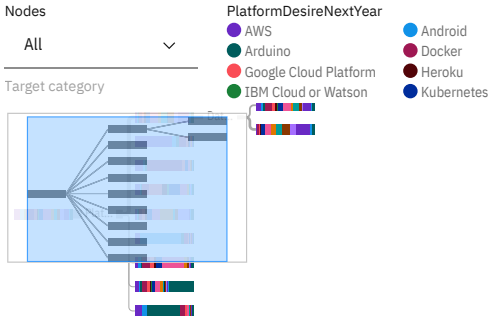 Nodes
All
Target category
PlatformDesireNextYear
AWS
Android
Arduino
Docker
Google Cloud Platform
Heroku
IBM Cloud or Watson
Kubernetes